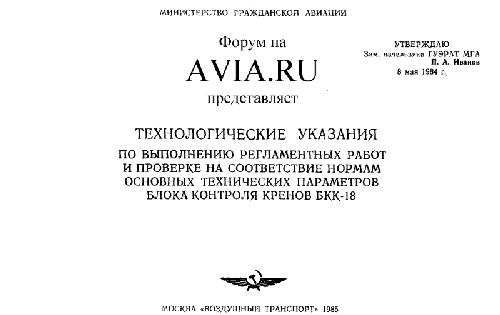 МИНИСТЕРСТВО ГРАЖДАНСКОЙ АВИАЦИИ
Форум на
AVIA.RU
представляет
УТВЕРЖДАЮ
Зам. начальника ГУЭРАТ МГА
П. А. Иванов
8 мая 1984 г.
ТЕХНОЛОГИЧЕСКИЕ УКАЗАНИЯ
ПО ВЫПОЛНЕНИЮ РЕГЛАМЕНТНЫХ РАБОТ
И ПРОВЕРКЕ НА СООТВЕТСТВИЕ НОРМАМ
ОСНОВНЫХ ТЕХНИЧЕСКИХ ПАРАМЕТРОВ
БЛОКА КОНТРОЛЯ КРЕНОВ БКК-18
МОСКВА «ВОЗДУШНЫЙ ТРАНСПОРТ» 1985